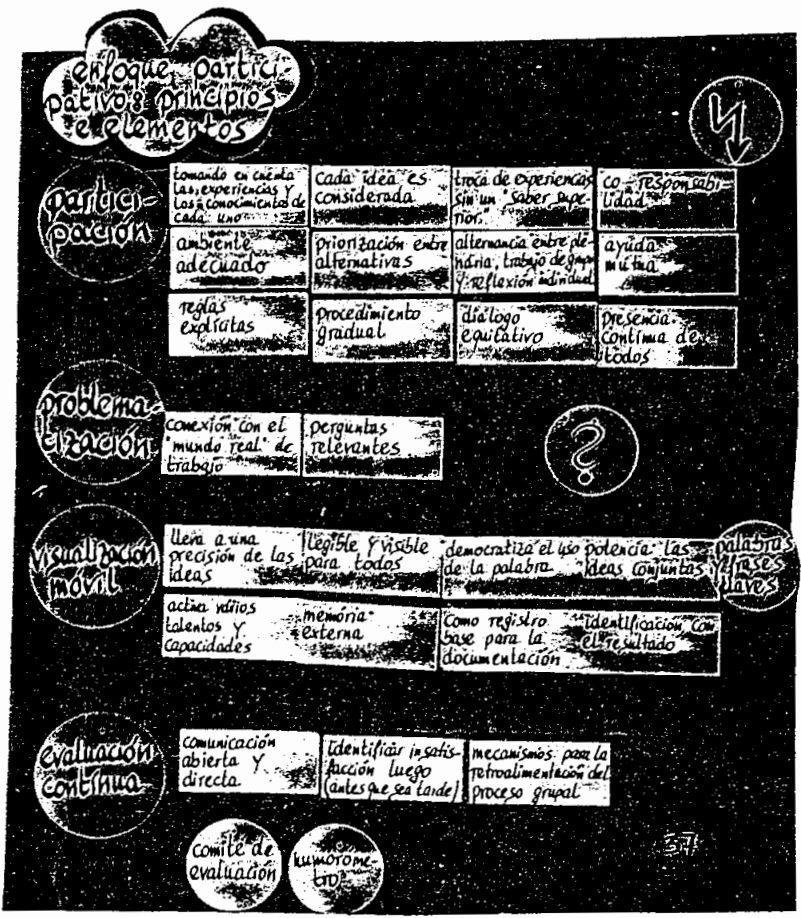 enfoque partici-
pativo: principios
e elementos
partici-
pación
tomando en cuenta
las experiencias y
los conocimientos de
cada uno
Cada idea es
considerada
troca de experiencias
sin un "saber supe-
rior."
co-responsabi-
lidad
ambiente
adecuado
priorización entre
alternativas
alternancia entre ple-
naria, trabajo de grupo
y reflexión individual
ayuda
mútua
reglas
explícitas
procedimiento
gradual
diálogo
equitativo
presencia
contínua de
todos
problema-
tización
conexión con el
"mundo real" de
trabajo
perguntas
relevantes
?
visualización
móvil
lleva a una
precisión de las
ideas
legible y visible
para todos
democratiza el uso
de la palabra
potencia las
ideas conjuntas
palabras
y frases
claves
activa vários
talentos y
capacidades
memória
externa
como registro
base para la
documentación
identificación con
el resultado
evaluación
contínua
comunicación
abierta y
directa
identificar insatis-
facción luego
(antes que sea tarde)
mecanismos para la
retroalimentación del
proceso grupal
Comité de
evaluación
humorome-
tro
37